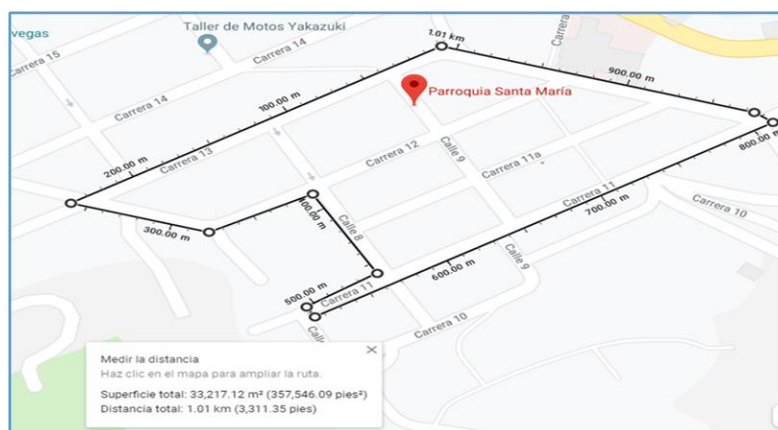 Taller de Motos Yakazuki
vegas
1.01 km
Carrera 15
Carrera 14
Carrera
900.00 m
Parroquia Santa María
100.00 m
Carrera 14
800.00 m
Carrera 12
Calle 9
Carrera 11a
200.00 m
Carrera 13
Carrera 11
700.00 m
Carrera 10
400.00 m
Calle 8
300.00 m
Calle 9
600.00 m
500.00 m
Carrera 11
Carrera 10
Medir la distancia
Haz clic en el mapa para ampliar la ruta.
Superficie total: 33,217.12 m² (357,546.09 pies²)
Distancia total: 1.01 km (3,311.35 pies)